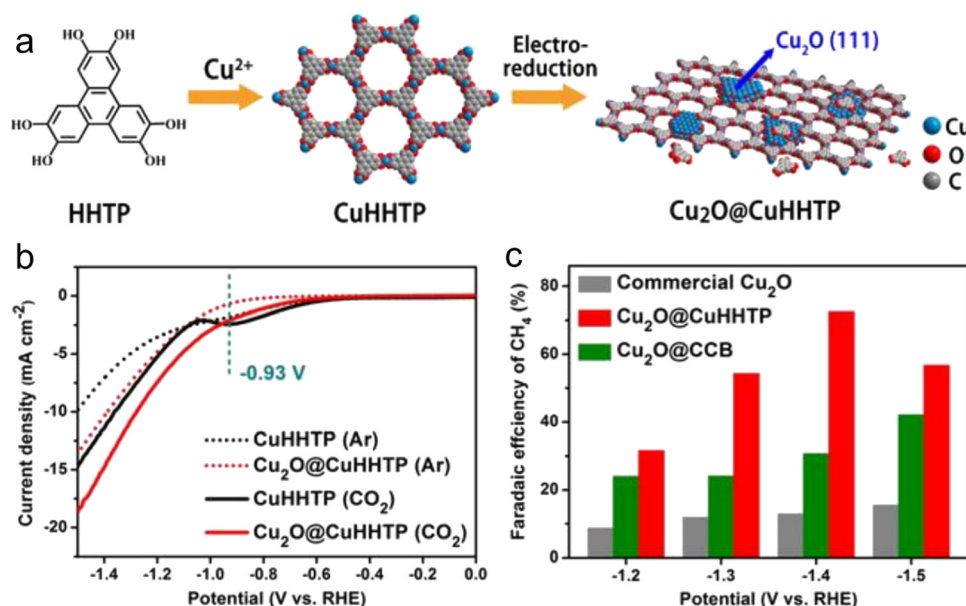 a
HO
OH
HO
OH
HO
OH
HHTP
Cu²⁺
CuHHTP
Electro-
reduction
Cu₂O (111)
Cu₂O@CuHHTP
Cu
O
C
b
Current density (mA cm⁻²)
0
-5
-10
-15
-20
-0.93 V
CuHHTP (Ar)
Cu₂O@CuHHTP (Ar)
CuHHTP (CO₂)
Cu₂O@CuHHTP (CO₂)
-1.4 -1.2 -1.0 -0.8 -0.6 -0.4 -0.2 0.0
Potential (V vs. RHE)
c
Faradaic effciency of CH₄ (%)
80
60
40
20
0
Commercial Cu₂O
Cu₂O@CuHHTP
Cu₂O@CCB
-1.2 -1.3 -1.4 -1.5
Potential (V vs. RHE)